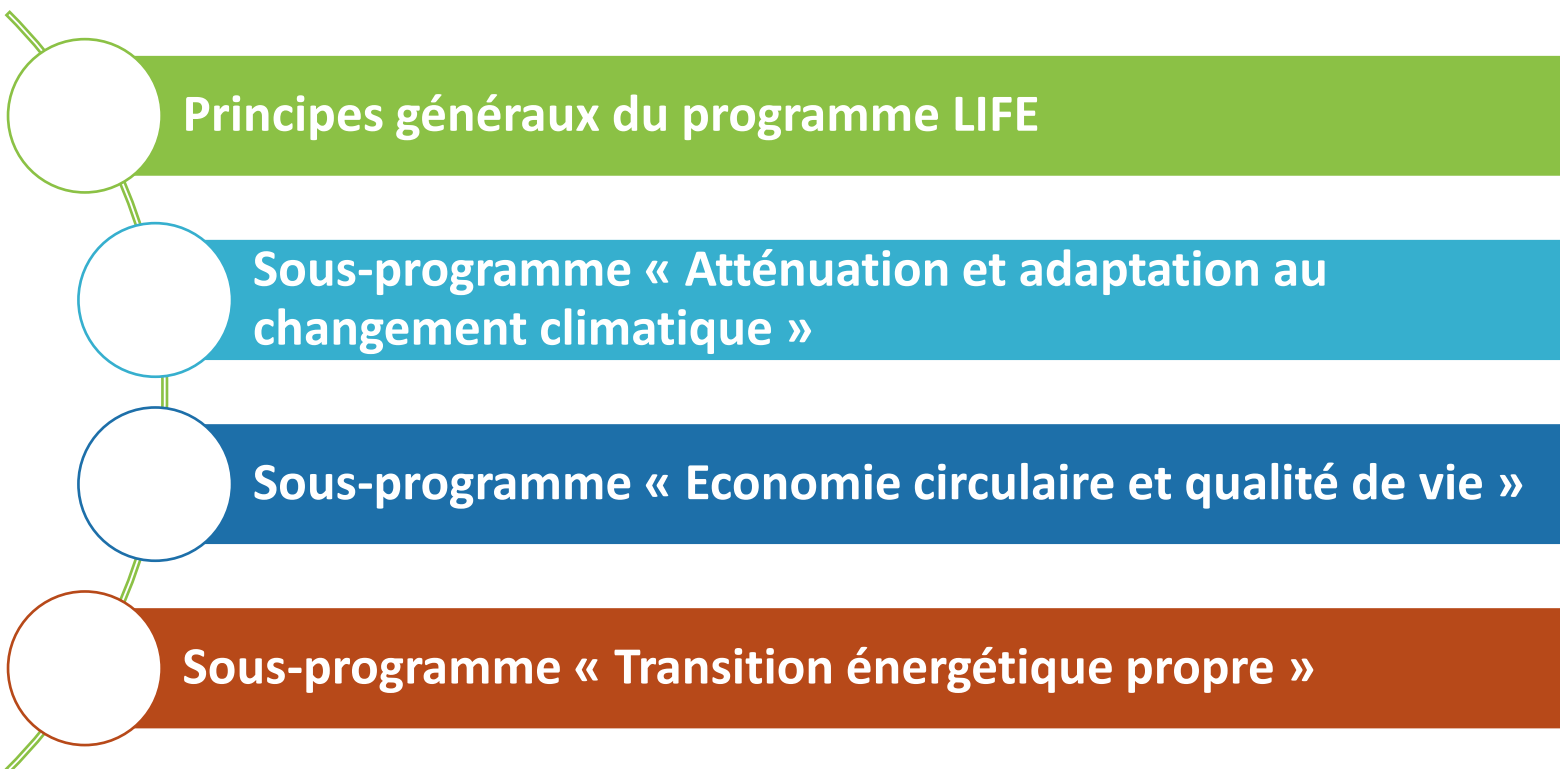 Principes généraux du programme LIFE
Sous-programme « Atténuation et adaptation au
changement climatique »
Sous-programme « Economie circulaire et qualité de vie »
Sous-programme « Transition énergétique propre »